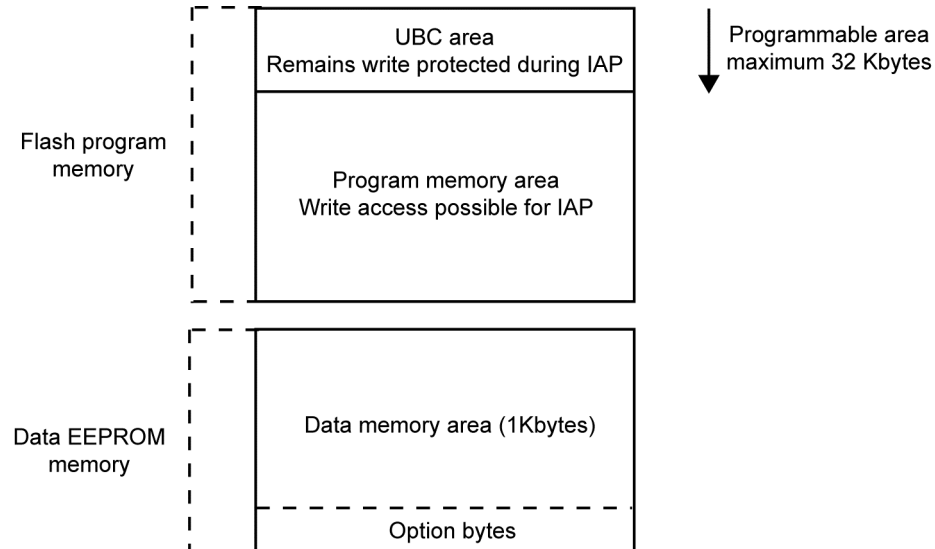 UBC area
Remains write protected during IAP
Programmable area
maximum 32 Kbytes
Flash program
memory
Program memory area
Write access possible for IAP
Data EEPROM
memory
Data memory area (1Kbytes)
Option bytes